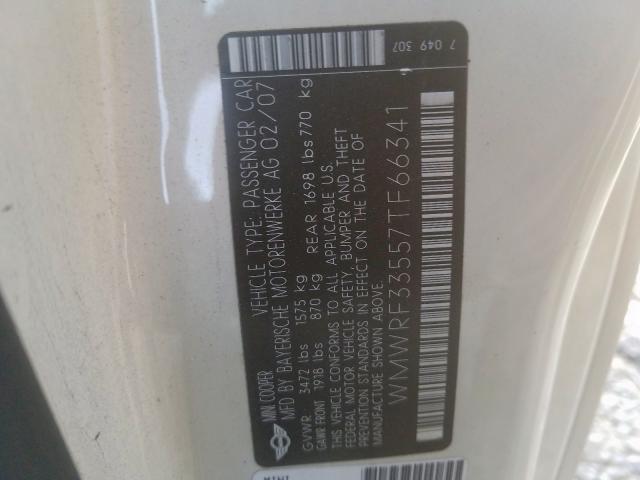 MINI COOPER
VEHICLE TYPE: PASSENGER CAR
MFD BY BAYERISCHE MOTORENWERKE AG 02/07
GVWR 3472 lbs 1575 kg
GAWR FRONT 1918 lbs 870 kg REAR 1698 lbs 770 kg
THIS VEHICLE CONFORMS TO ALL APPLICABLE U.S.
FEDERAL MOTOR VEHICLE SAFETY, BUMPER AND THEFT
PREVENTION STANDARDS IN EFFECT ON THE DATE OF
MANUFACTURE SHOWN ABOVE.
WMWRF33557TF66341
7 049 307